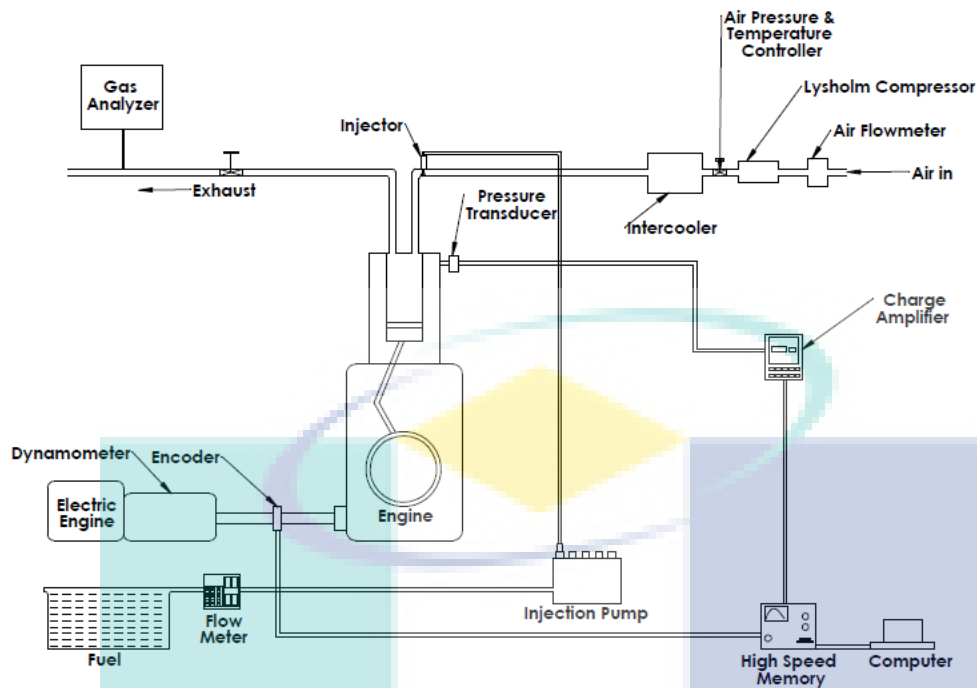 Air Pressure &
Temperature
Controller
Gas
Analyzer
Lysholm Compressor
Injector
Air Flowmeter
Exhaust
Air in
Pressure
Transducer
Intercooler
Charge
Amplifier
Dynamometer
Encoder
Electric
Engine
Engine
Injection Pump
Flow
Meter
Fuel
High Speed
Memory
Computer